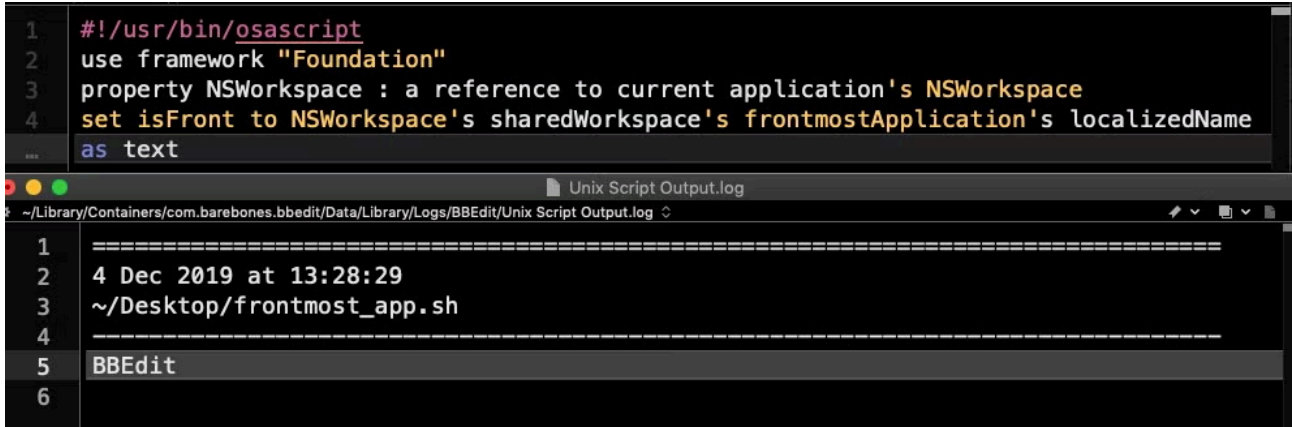 1 #!/usr/bin/osascript
2 use framework "Foundation"
3 property NSWorkspace : a reference to current application's NSWorkspace
4 set isFront to NSWorkspace's sharedWorkspace's frontmostApplication's localizedName
... as text
Unix Script Output.log
~/Library/Containers/com.barebones.bbedit/Data/Library/Logs/BBEdit/Unix Script Output.log
1 ================================================================================
2 4 Dec 2019 at 13:28:29
3 ~/Desktop/frontmost_app.sh
4 --------------------------------------------------------------------------------
5 BBEdit
6